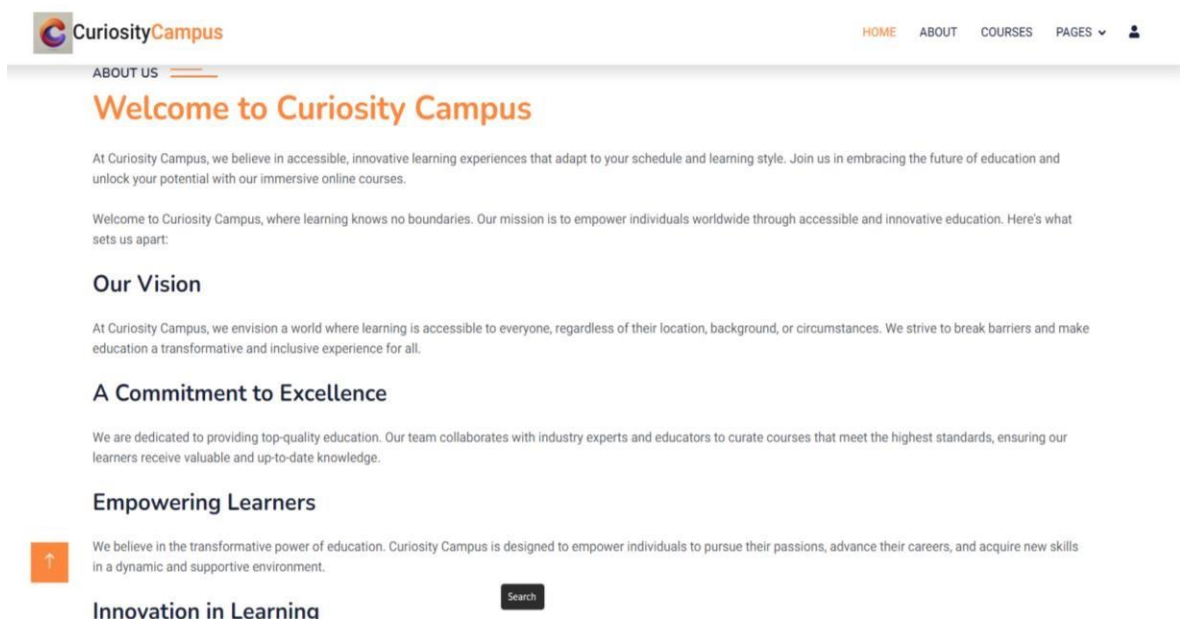 CuriosityCampus
HOME ABOUT COURSES PAGES
ABOUT US
Welcome to Curiosity Campus
At Curiosity Campus, we believe in accessible, innovative learning experiences that adapt to your schedule and learning style. Join us in embracing the future of education and
unlock your potential with our immersive online courses.
Welcome to Curiosity Campus, where learning knows no boundaries. Our mission is to empower individuals worldwide through accessible and innovative education. Here's what
sets us apart:
Our Vision
At Curiosity Campus, we envision a world where learning is accessible to everyone, regardless of their location, background, or circumstances. We strive to break barriers and make
education a transformative and inclusive experience for all.
A Commitment to Excellence
We are dedicated to providing top-quality education. Our team collaborates with industry experts and educators to curate courses that meet the highest standards, ensuring our
learners receive valuable and up-to-date knowledge.
Empowering Learners
We believe in the transformative power of education. Curiosity Campus is designed to empower individuals to pursue their passions, advance their careers, and acquire new skills
in a dynamic and supportive environment.
Search
Innovation in Learning